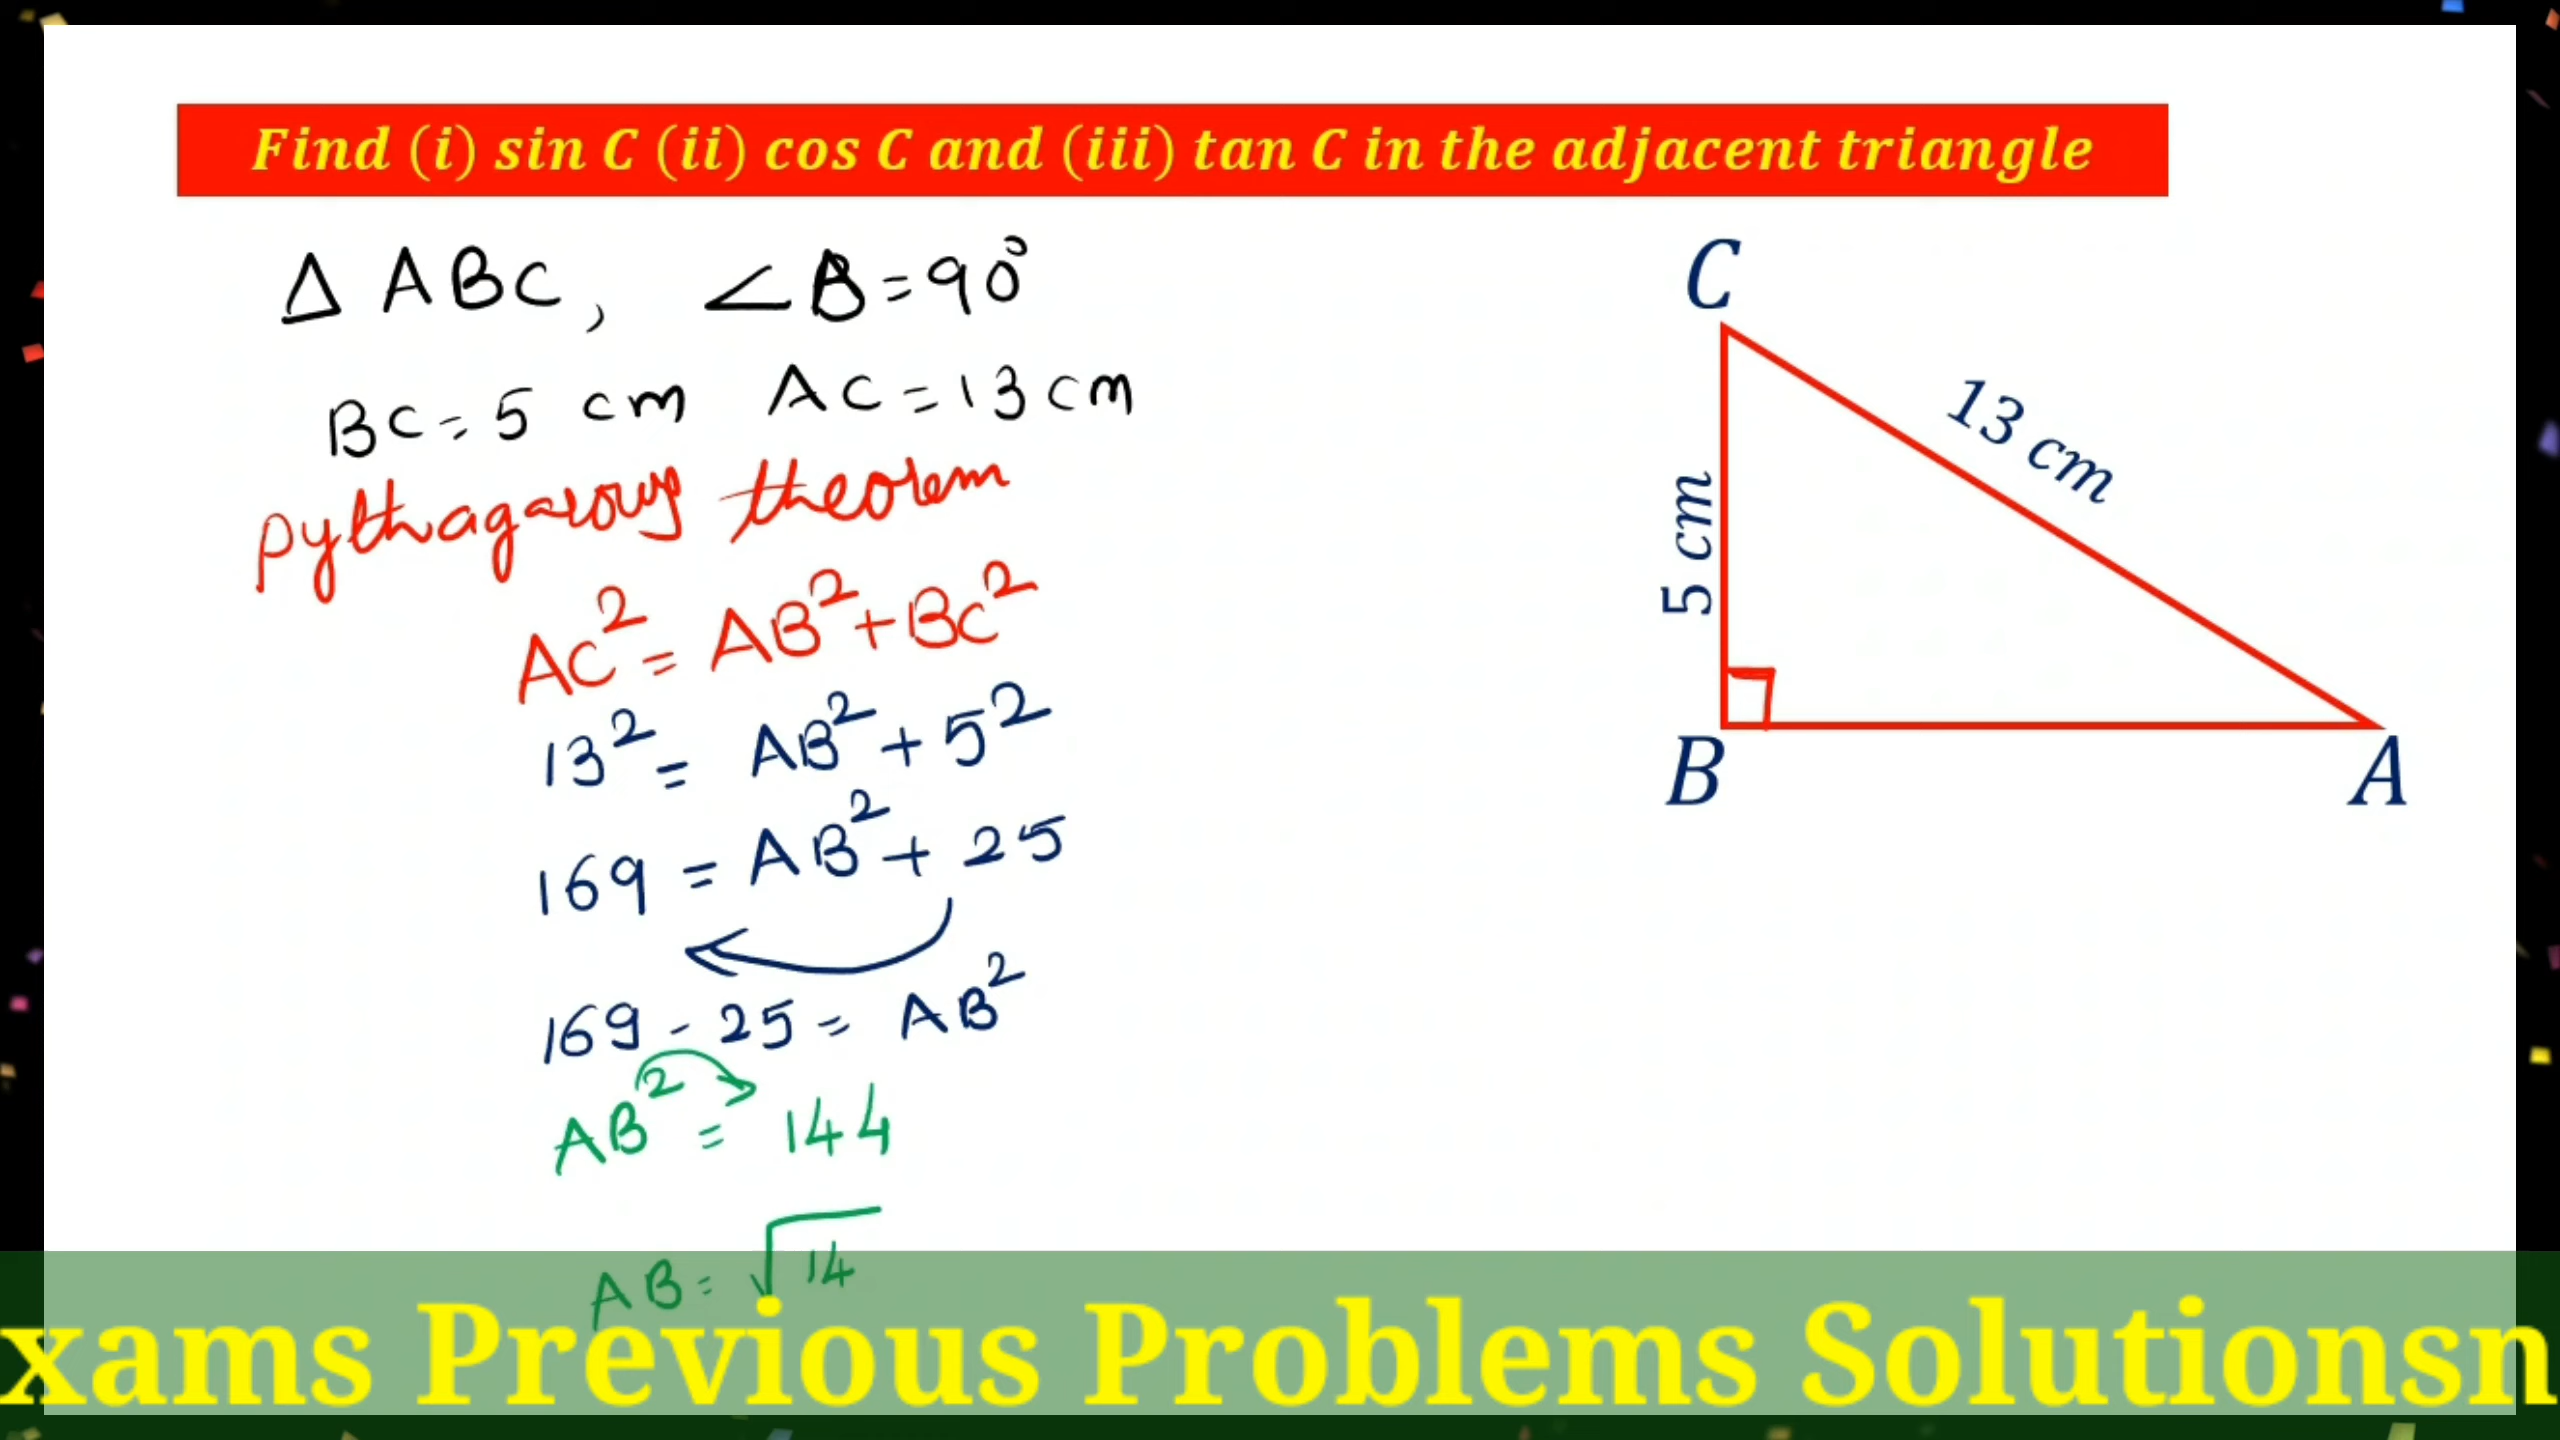 Find (i) sin C (ii) cos C and (iii) tan C in the adjacent triangle
Δ ABC, ∠B=90°
BC=5 cm AC=13cm
pythagarous theorem
AC²=AB²+BC²
13²=AB²+5²
169=AB²+25
169-25=AB²
AB²=144
AB=√14
C
13 cm
5 cm
B
A
xams Previous Problems Solutionsn